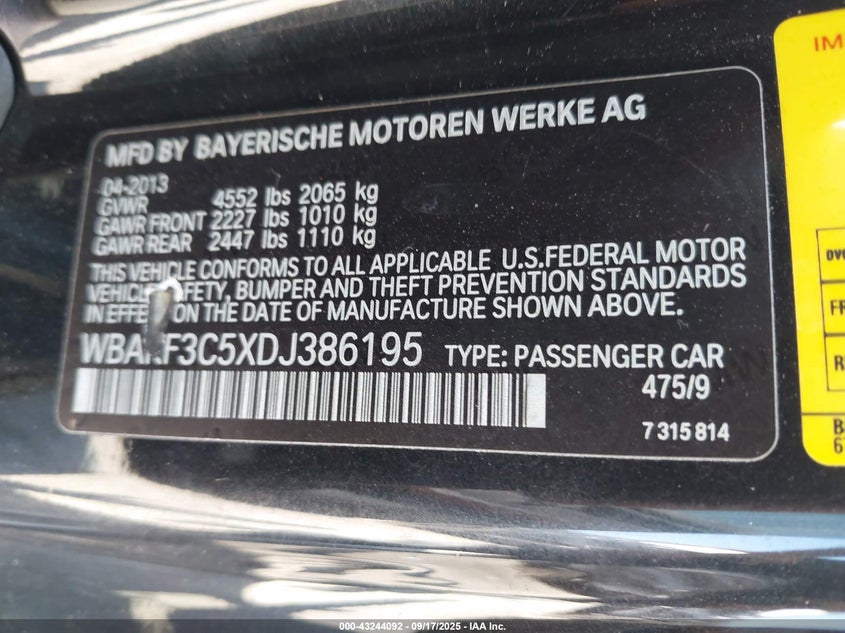 MFD BY BAYERISCHE MOTOREN WERKE AG
04-2013
GVWR 4552 lbs 2065 kg
GAWR FRONT 2227 lbs 1010 kg
GAWR REAR 2447 lbs 1110 kg
THIS VEHICLE CONFORMS TO ALL APPLICABLE U.S.FEDERAL MOTOR
VEHICLE SAFETY, BUMPER AND THEFT PREVENTION STANDARDS
IN EFFECT ON THE DATE OF MANUFACTURE SHOWN ABOVE.
WBAKF3C5XDJ386195 TYPE: PASSENGER CAR
475/9
7 315 814
000-43244092 - 09/17/2025 - IAA Inc.